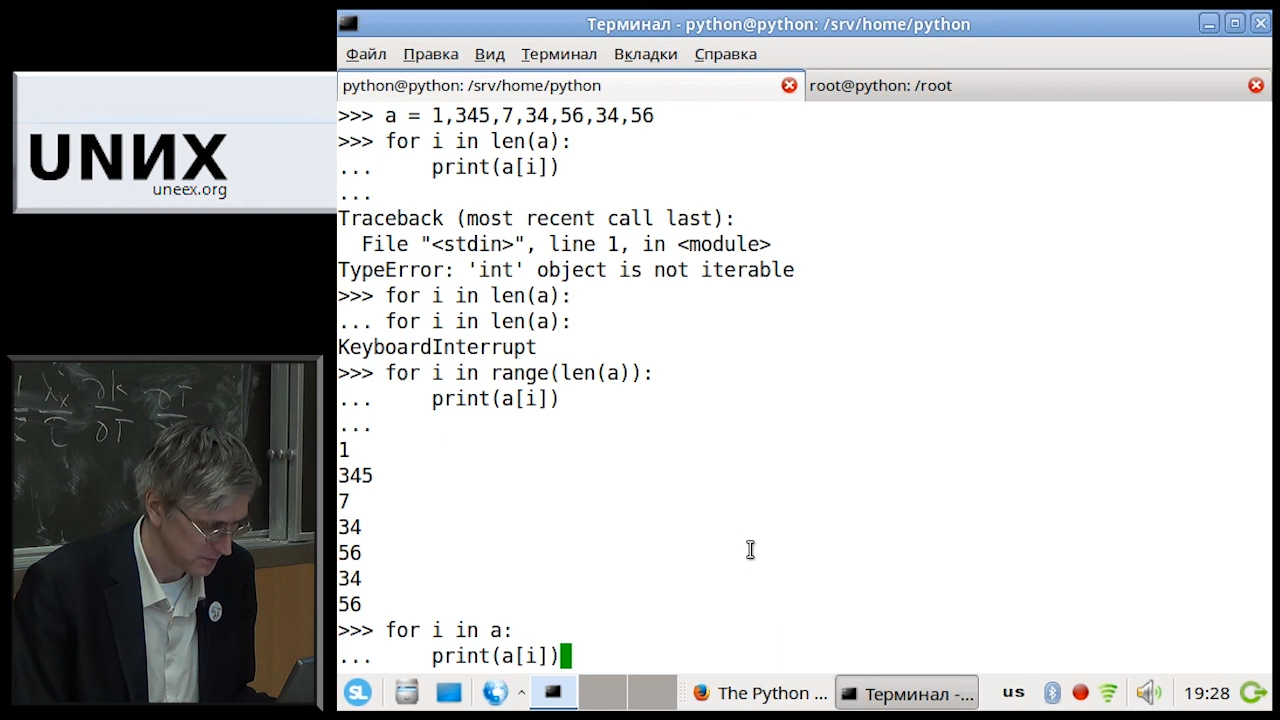 UNИX
uneex.org
Терминал - python@python: /srv/home/python
Файл Правка Вид Терминал Вкладки Справка
python@python: /srv/home/python
root@python: /root
>>> a = 1,345,7,34,56,34,56
>>> for i in len(a):
...     print(a[i])
...
Traceback (most recent call last):
  File "<stdin>", line 1, in <module>
TypeError: 'int' object is not iterable
>>> for i in len(a):
... for i in len(a):
KeyboardInterrupt
>>> for i in range(len(a)):
...     print(a[i])
...
1
345
7
34
56
34
56
>>> for i in a:
...     print(a[i])
The Python ...
Терминал -...
us
19:28